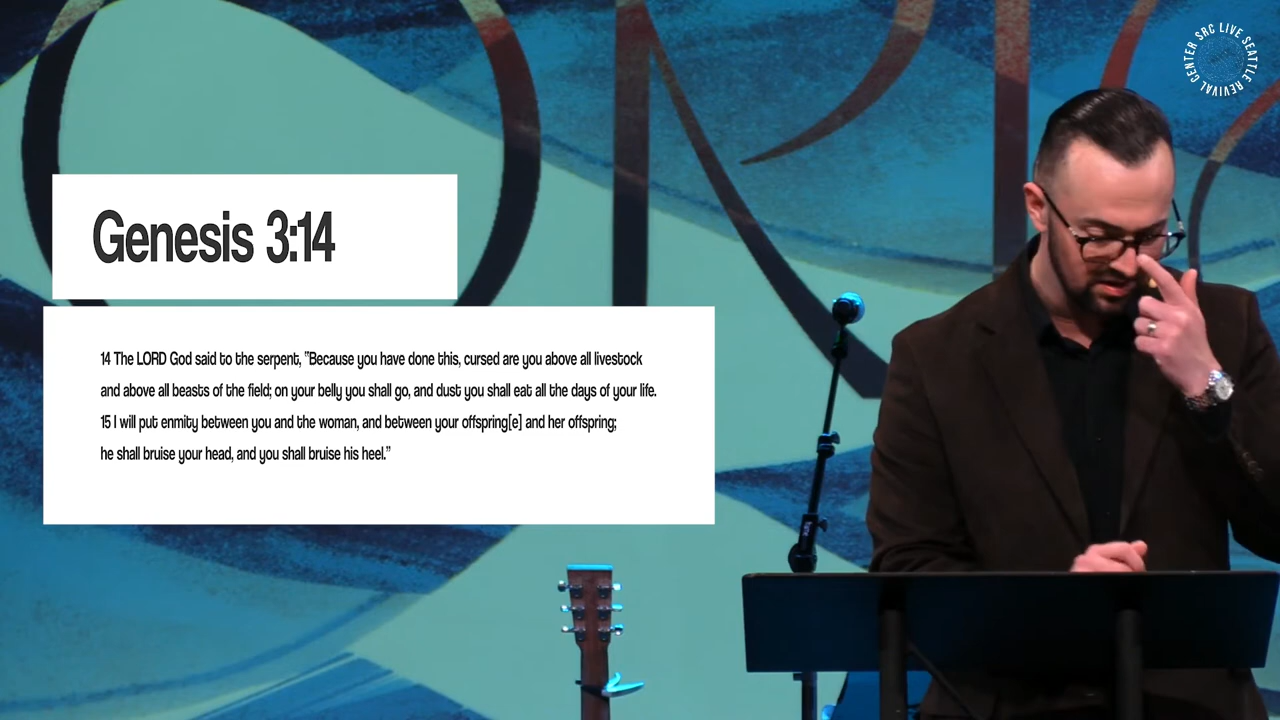 SRC LIVE SEATTLE REVIVAL CENTER
Genesis 3:14
14 The LORD God said to the serpent, "Because you have done this, cursed are you above all livestock
and above all beasts of the field; on your belly you shall go, and dust you shall eat all the days of your life.
15 I will put enmity between you and the woman, and between your offspring[e] and her offspring;
he shall bruise your head, and you shall bruise his heel."